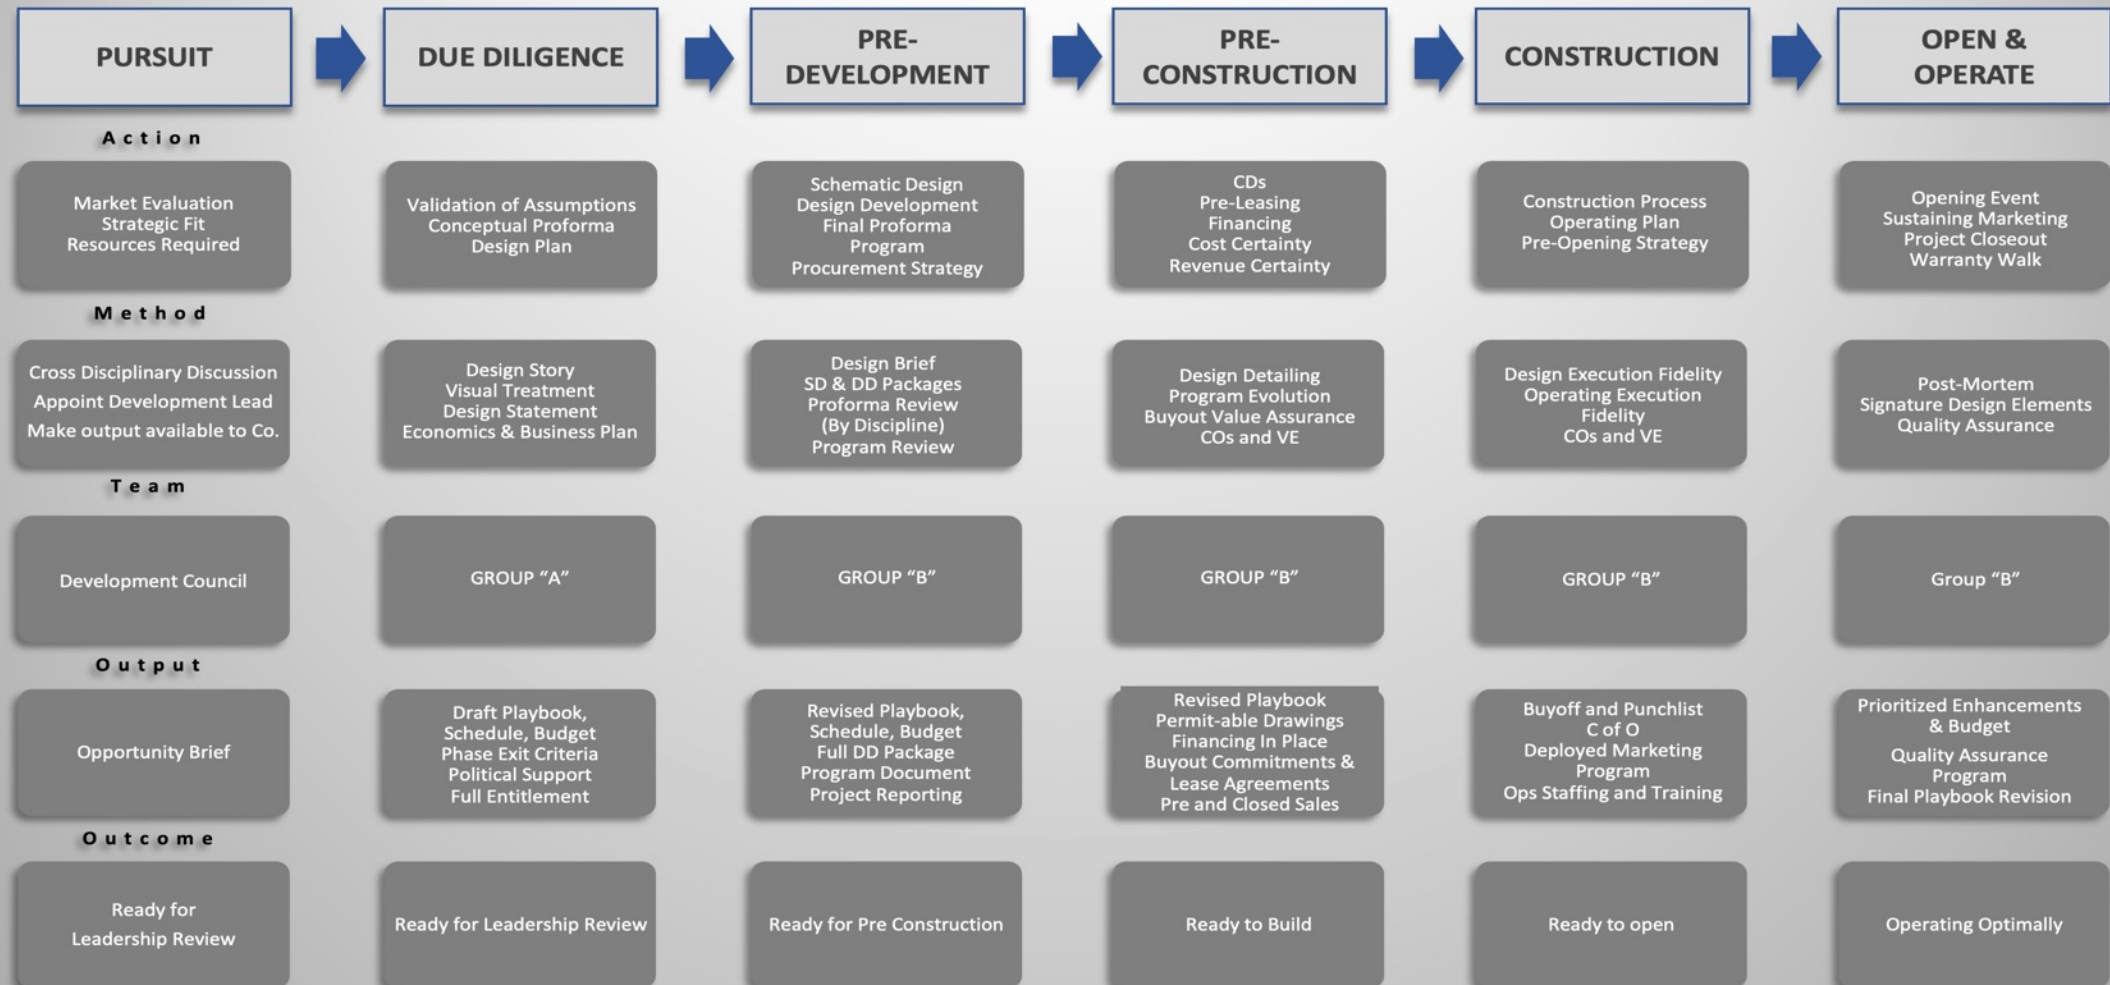 PURSUIT
DUE DILIGENCE
PRE-
DEVELOPMENT
PRE-
CONSTRUCTION
CONSTRUCTION
OPEN &
OPERATE
Action
Market Evaluation
Strategic Fit
Resources Required
Validation of Assumptions
Conceptual Proforma
Design Plan
Schematic Design
Design Development
Final Proforma
Program
Procurement Strategy
CDs
Pre-Leasing
Financing
Cost Certainty
Revenue Certainty
Construction Process
Operating Plan
Pre-Opening Strategy
Opening Event
Sustaining Marketing
Project Closeout
Warranty Walk
Method
Cross Disciplinary Discussion
Appoint Development Lead
Make output available to Co.
Design Story
Visual Treatment
Design Statement
Economics & Business Plan
Design Brief
SD & DD Packages
Proforma Review
(By Discipline)
Program Review
Design Detailing
Program Evolution
Buyout Value Assurance
COs and VE
Design Execution Fidelity
Operating Execution
Fidelity
COs and VE
Post-Mortem
Signature Design Elements
Quality Assurance
Team
Development Council
GROUP “A”
GROUP “B”
GROUP “B”
GROUP “B”
Group “B”
Output
Opportunity Brief
Draft Playbook,
Schedule, Budget
Phase Exit Criteria
Political Support
Full Entitlement
Revised Playbook,
Schedule, Budget
Full DD Package
Program Document
Project Reporting
Revised Playbook
Permit-able Drawings
Financing In Place
Buyout Commitments &
Lease Agreements
Pre and Closed Sales
Buyoff and Punchlist
C of O
Deployed Marketing
Program
Ops Staffing and Training
Prioritized Enhancements
& Budget
Quality Assurance
Program
Final Playbook Revision
Outcome
Ready for
Leadership Review
Ready for Leadership Review
Ready for Pre Construction
Ready to Build
Ready to open
Operating Optimally